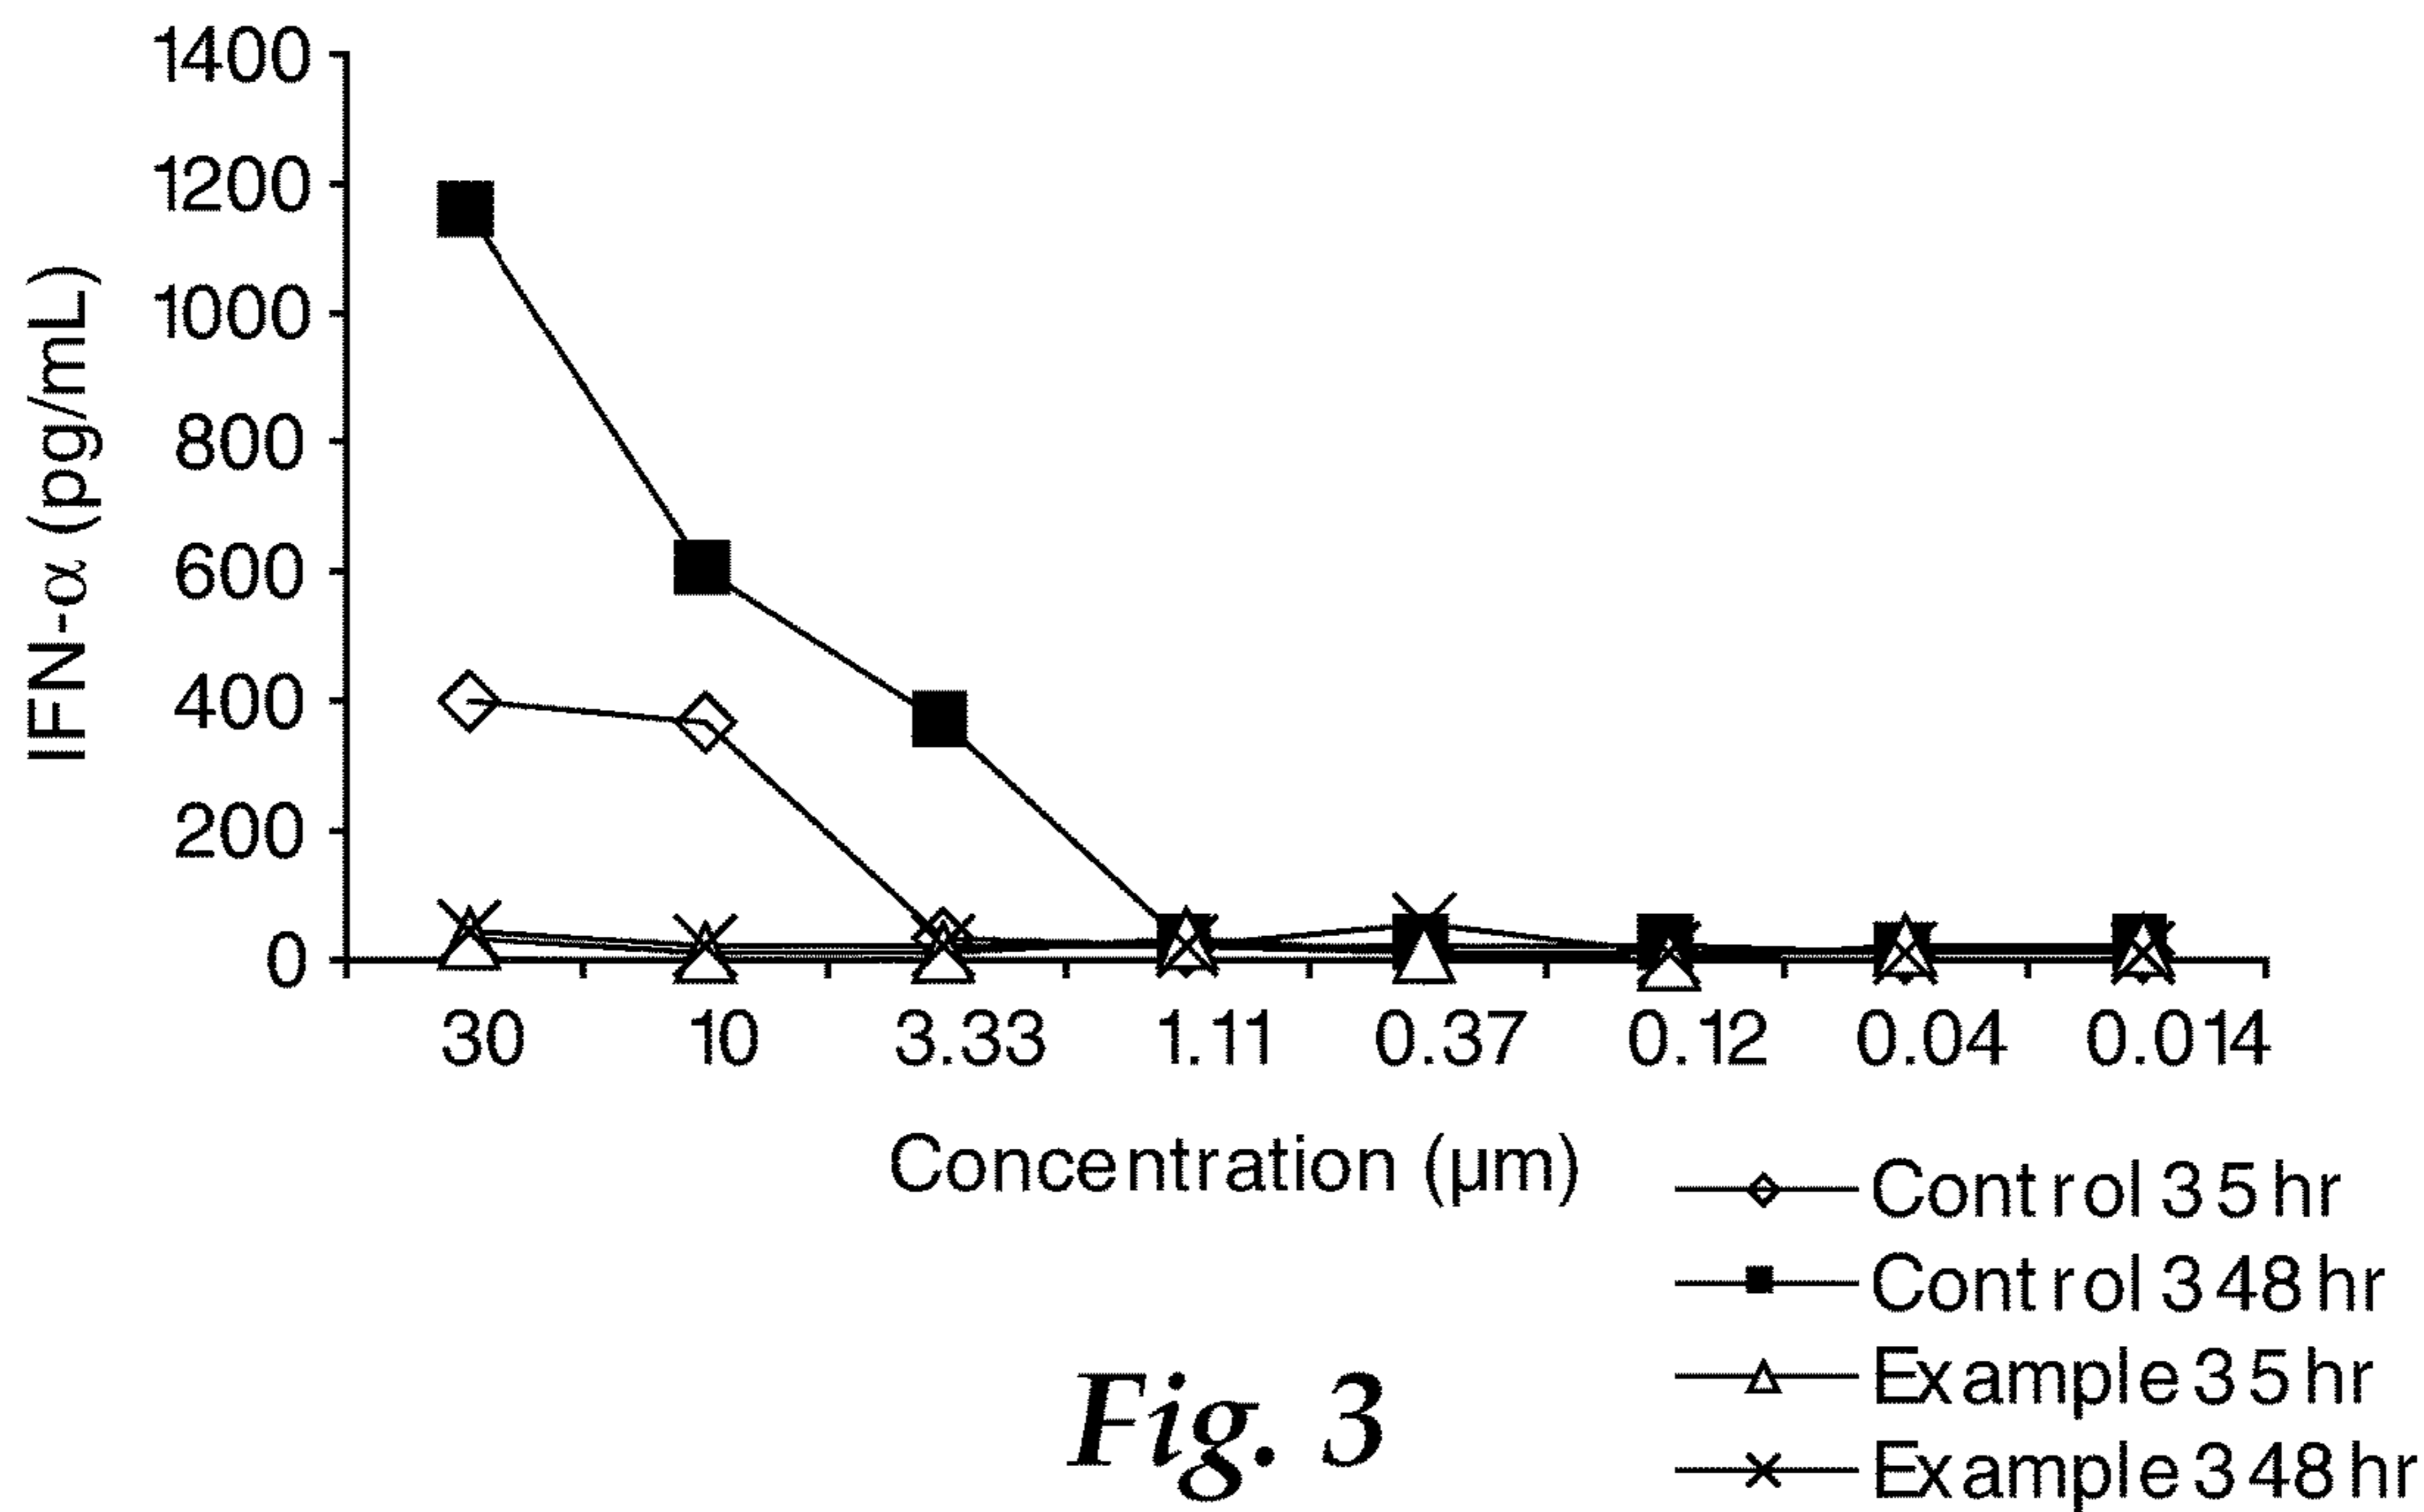 1400
1200
1000
800
600
400
200
0
IFN-α (pg/mL)
30 10 3.33 1.11 0.37 0.12 0.04 0.014
Concentration (µm)
Control 3 5 hr
Control 3 48 hr
Example 3 5 hr
Example 3 48 hr
Fig. 3